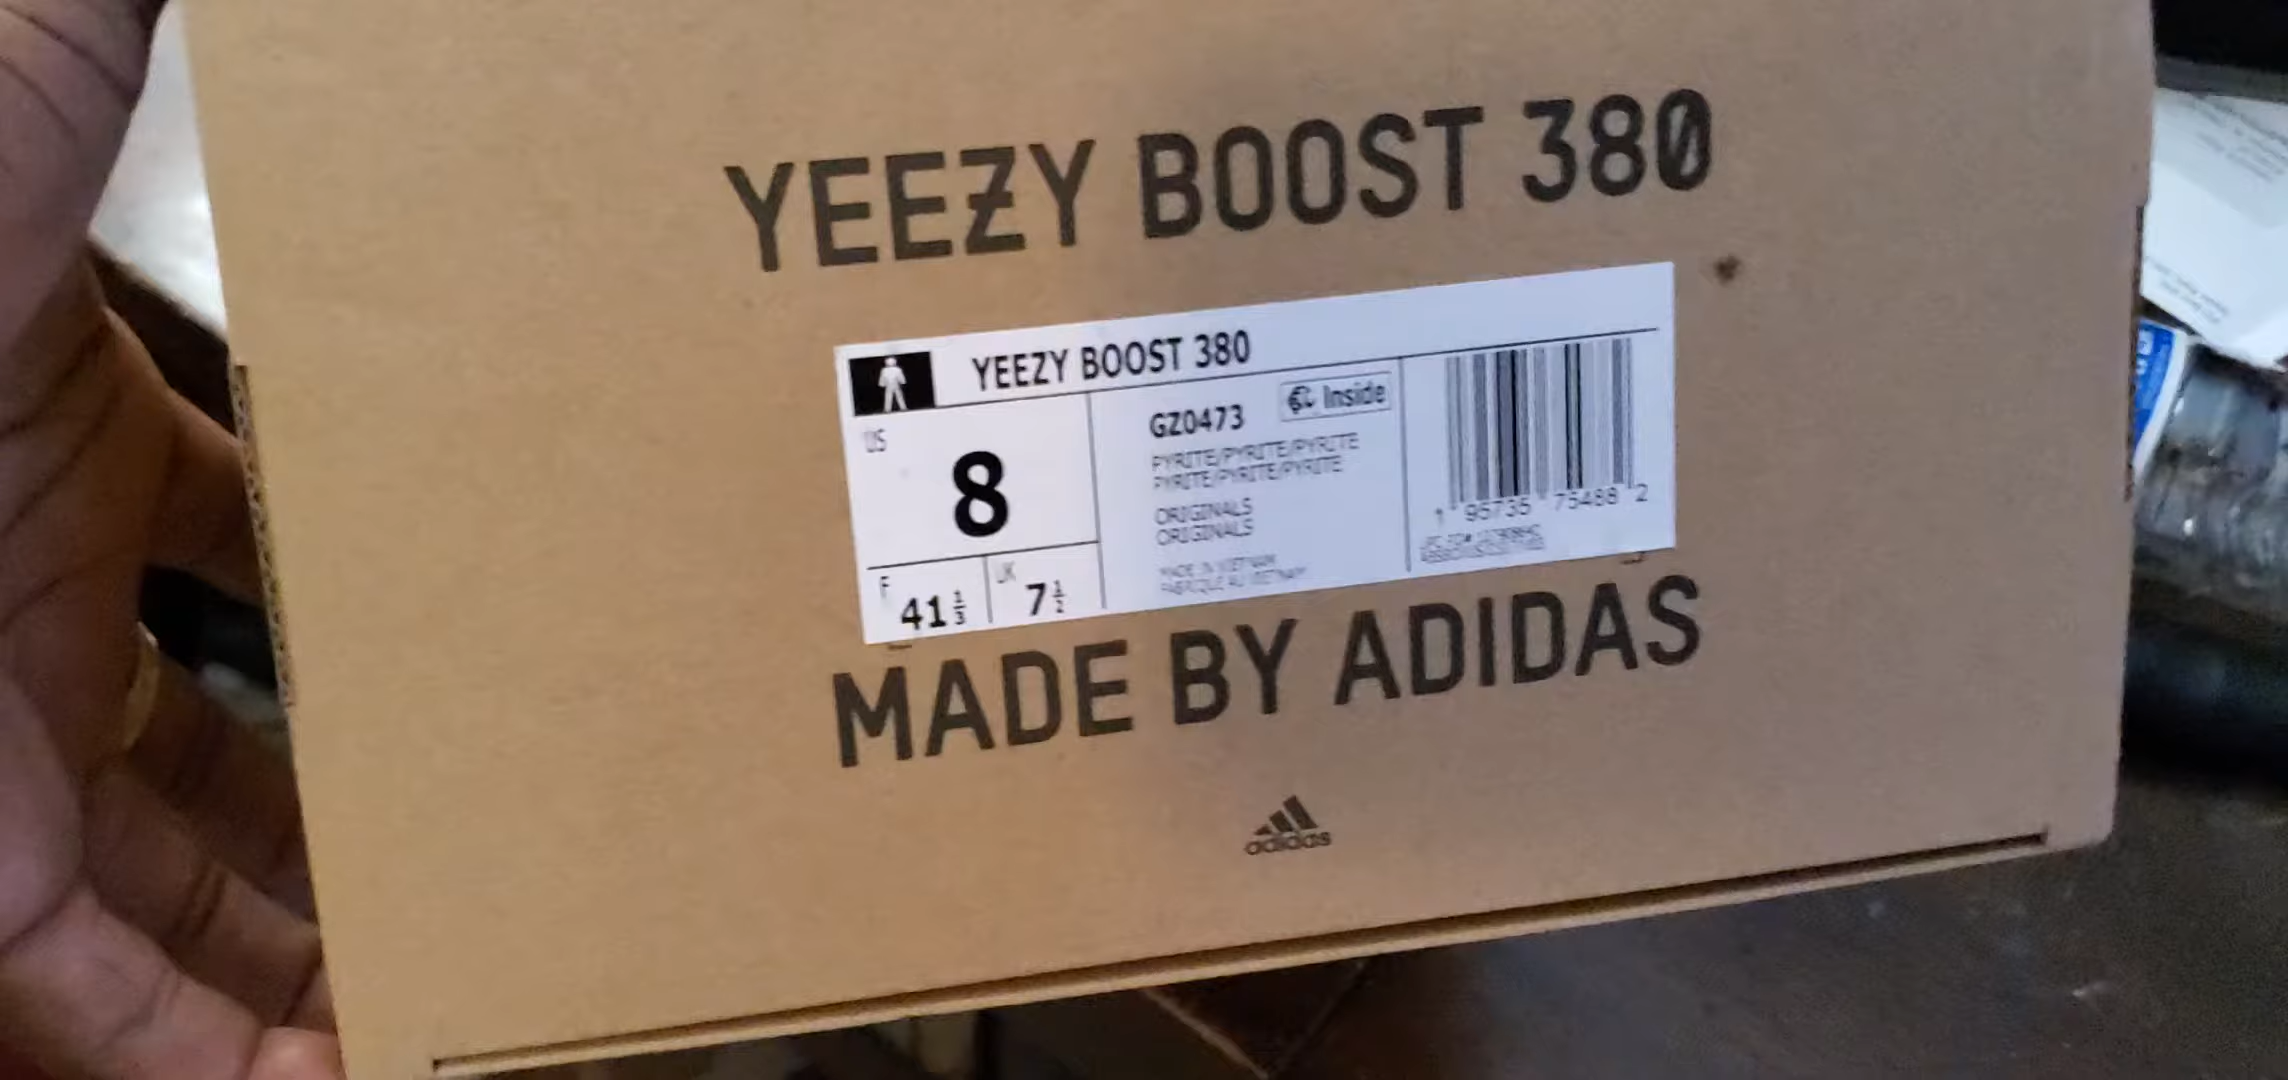 YEEZY BOOST 380
YEEZY BOOST 380
US
8
F
41 1/3
UK
7 1/2
GZ0473
Inside
PYRITE/PYRITE/PYRITE
PYRITE/PYRITE/PYRITE
ORIGINALS
ORIGINALS
MADE IN VIETNAM
FABRIQUE AU VIETNAM
1 95735 75488 2
MADE BY ADIDAS
adidas